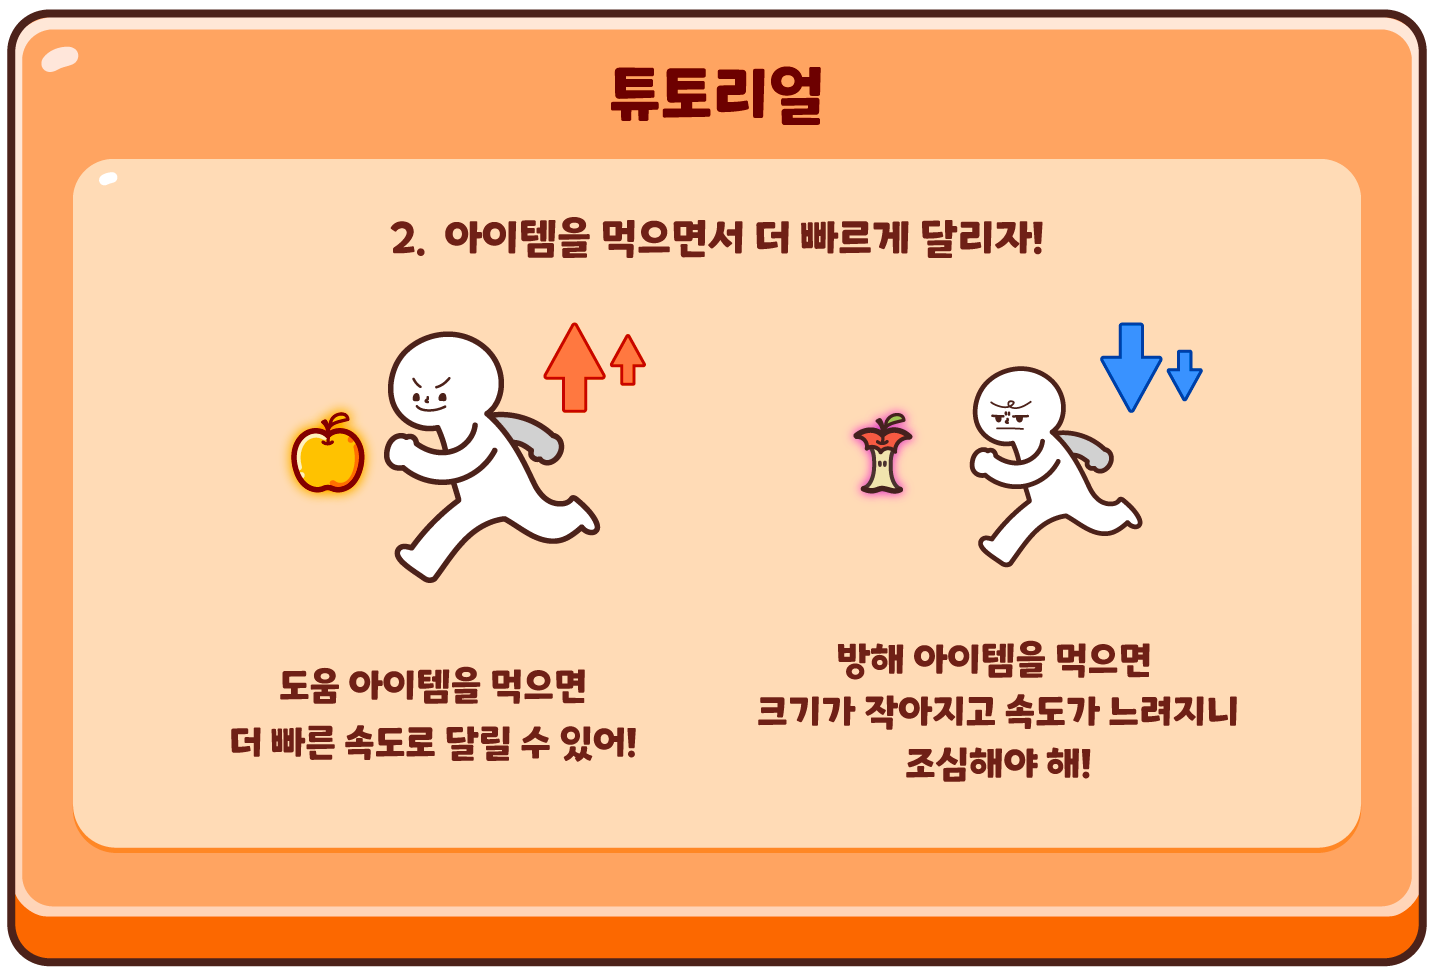 튜토리얼
2. 아이템을 먹으면서 더 빠르게 달리자!
도움 아이템을 먹으면
더 빠른 속도로 달릴 수 있어!
방해 아이템을 먹으면
크기가 작아지고 속도가 느려지니
조심해야 해!